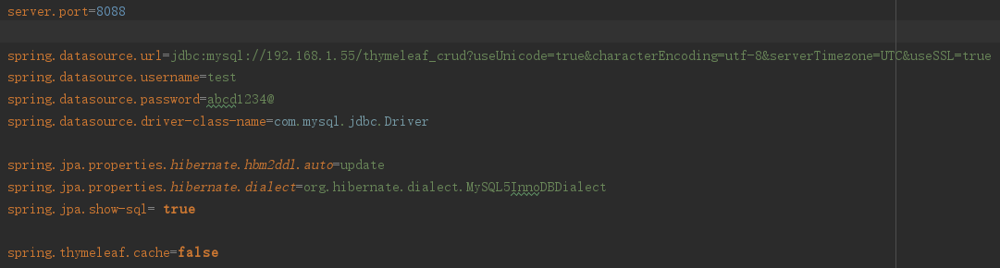 server.port=8088
spring.datasource.url=jdbc:mysql://192.168.1.55/thymeleaf_crud?useUnicode=true&characterEncoding=utf-8&serverTimezone=UTC&useSSL=true
spring.datasource.username=test
spring.datasource.password=abcd1234@
spring.datasource.driver-class-name=com.mysql.jdbc.Driver
spring.jpa.properties.hibernate.hbm2ddl.auto=update
spring.jpa.properties.hibernate.dialect=org.hibernate.dialect.MySQL5InnoDBDialect
spring.jpa.show-sql= true
spring.thymeleaf.cache=false